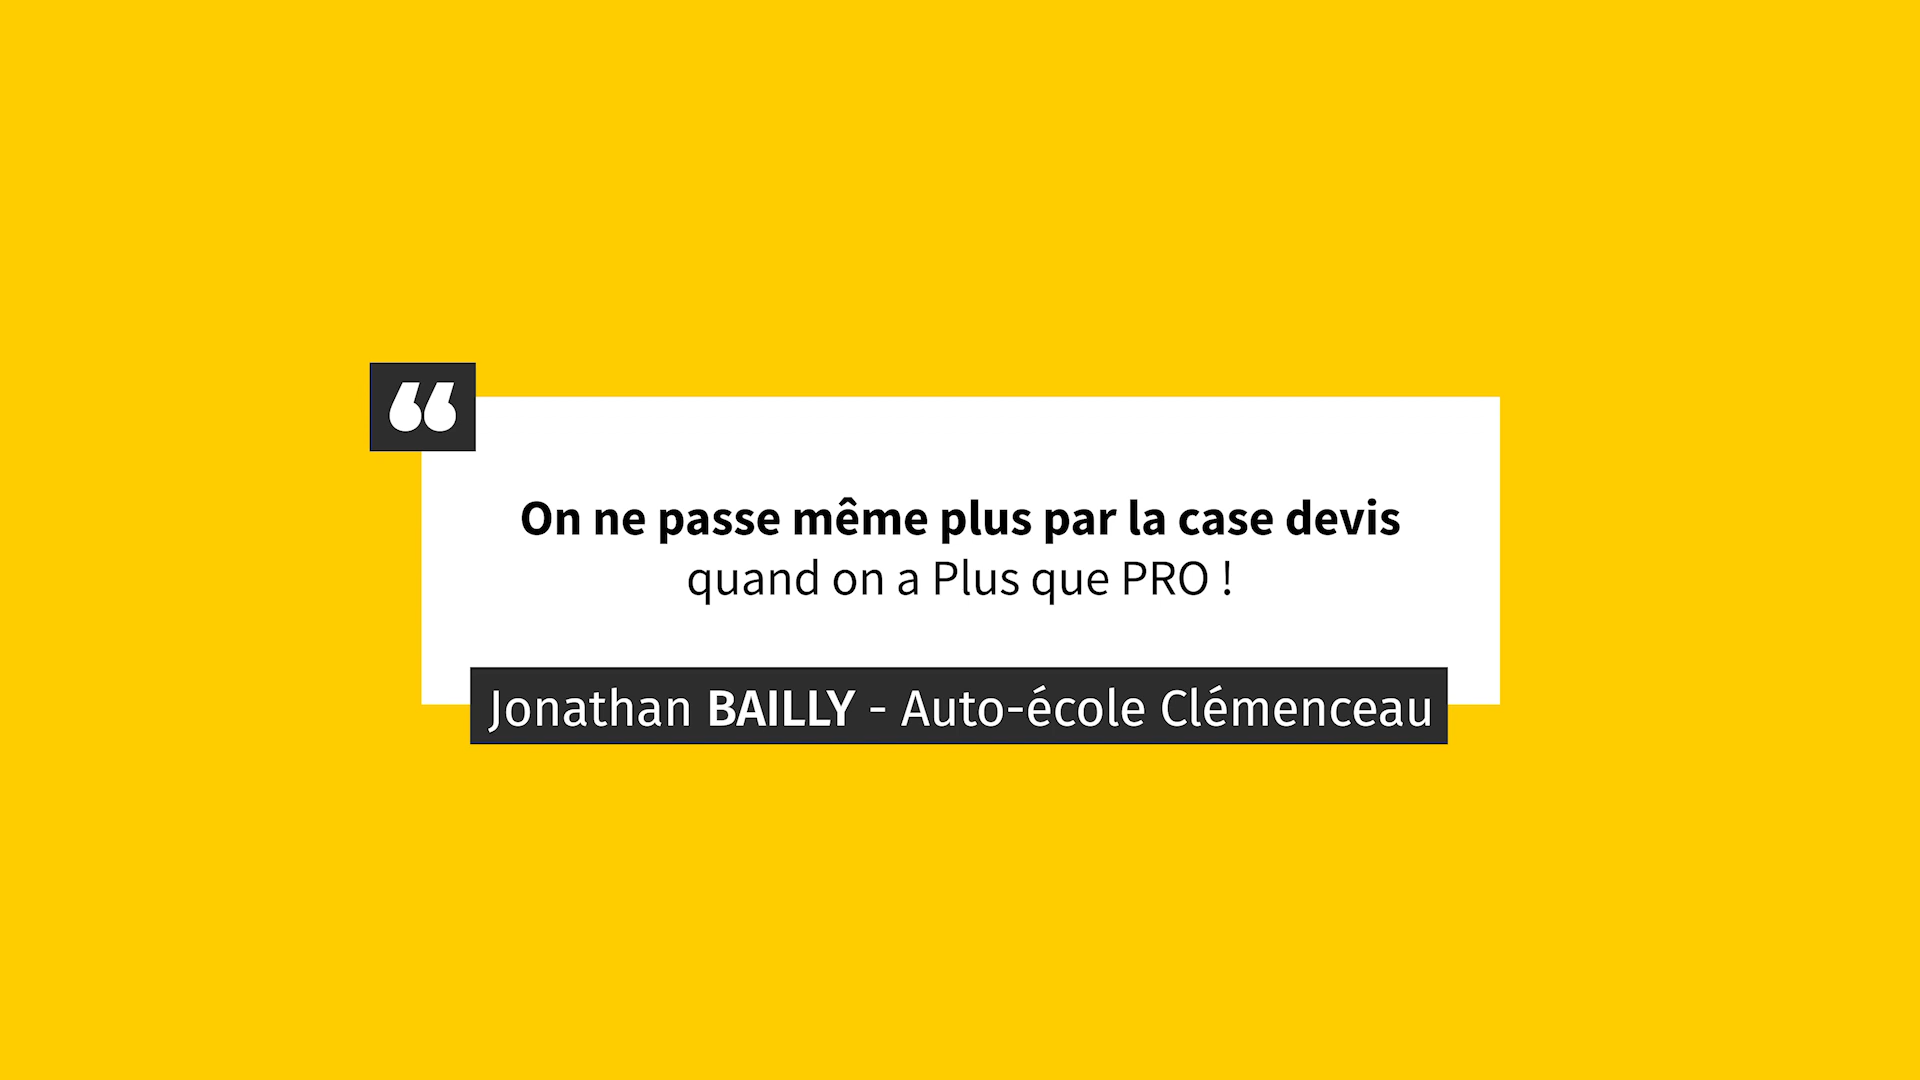 “
On ne passe même plus par la case devis
quand on a Plus que PRO !
Jonathan BAILLY - Auto-école Clémenceau